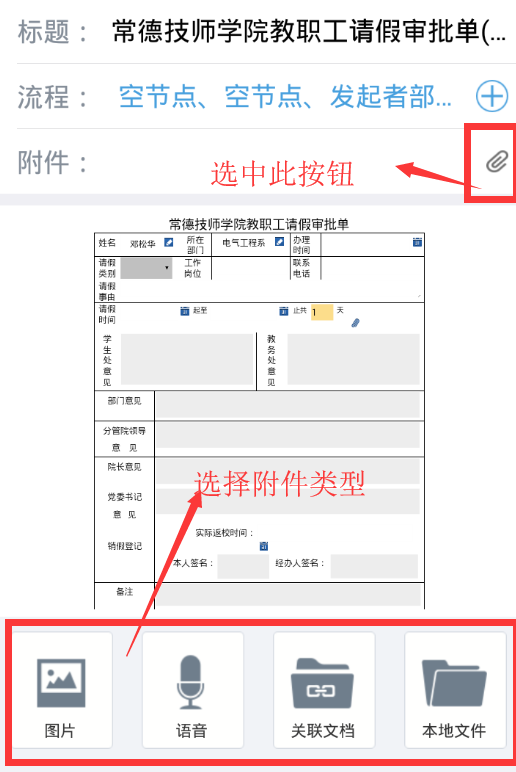 标题： 常德技师学院教职工请假审批单(...
流程： 空节点、空节点、发起者部...
附件：
选中此按钮
常德技师学院教职工请假审批单
姓名 邓松华 所在部门 电气工程系 办理时间
请假类别 工作岗位 联系电话
请假事由
请假时间 起至 止共 1 天
学生处意见 教务处意见
部门意见
分管院领导意 见
院长意见
选择附件类型
党委书记意 见
实际返校时间：
销假登记
本人签名： 经办人签名：
备注
图片 语音 关联文档 本地文件